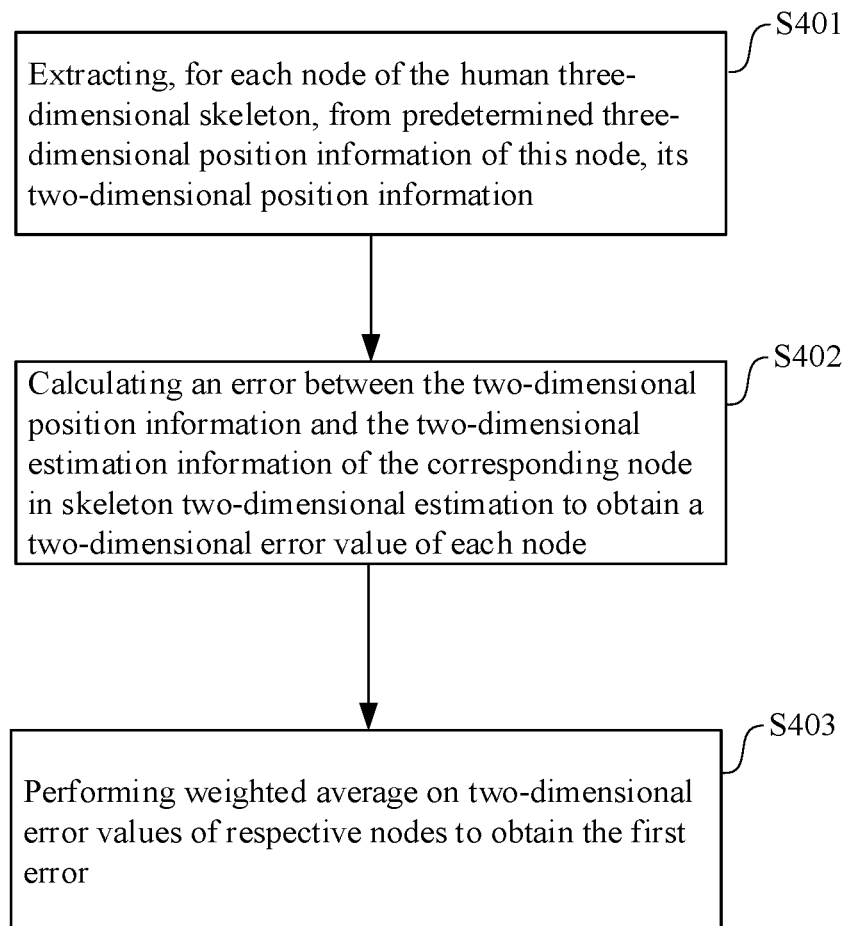 S401
Extracting, for each node of the human three-
dimensional skeleton, from predetermined three-
dimensional position information of this node, its
two-dimensional position information
S402
Calculating an error between the two-dimensional
position information and the two-dimensional
estimation information of the corresponding node
in skeleton two-dimensional estimation to obtain a
two-dimensional error value of each node
S403
Performing weighted average on two-dimensional
error values of respective nodes to obtain the first
error